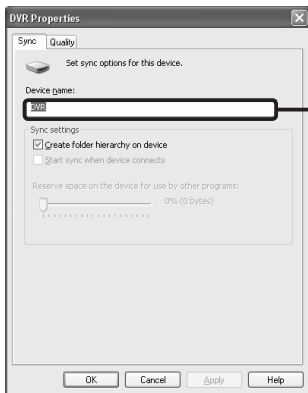 DVR Properties
Sync Quality
Set sync options for this device.
Device name:
DVR
Sync settings
Create folder hierarchy on device
Start sync when device connects
Reserve space on the device for use by other programs:
0% (0 bytes)
OK Cancel Apply Help